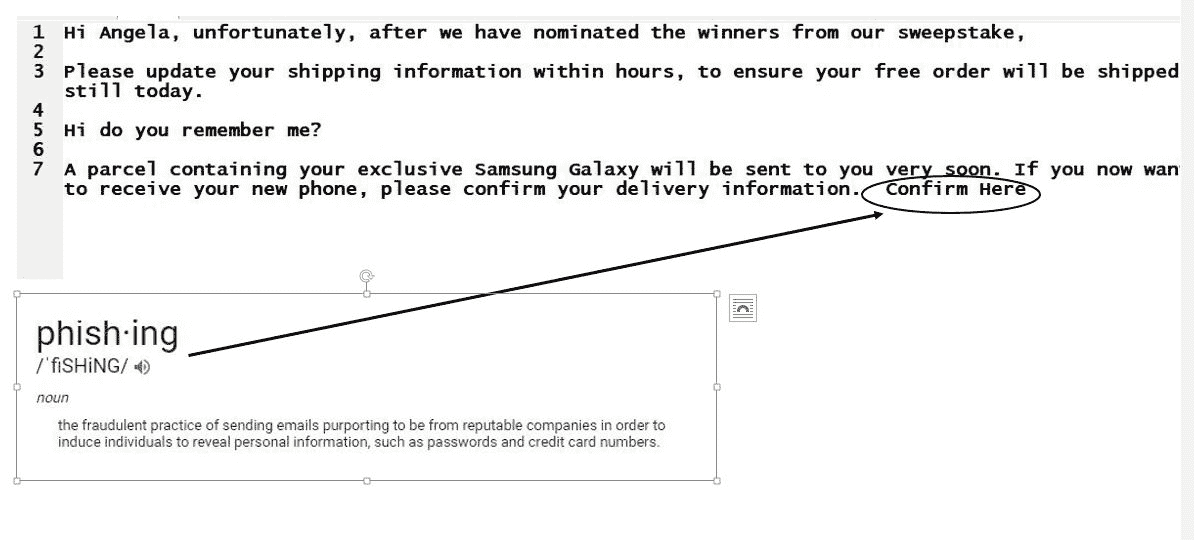 1 Hi Angela, unfortunately, after we have nominated the winners from our sweepstake,
2
3 Please update your shipping information within hours, to ensure your free order will be shipped
still today.
4
5 Hi do you remember me?
6
7 A parcel containing your exclusive Samsung Galaxy will be sent to you very soon. If you now
to receive your new phone, please confirm your delivery information. Confirm Here
phish·ing
/ˈfiSHiNG/
noun
the fraudulent practice of sending emails purporting to be from reputable companies in order to
induce individuals to reveal personal information, such as passwords and credit card numbers.